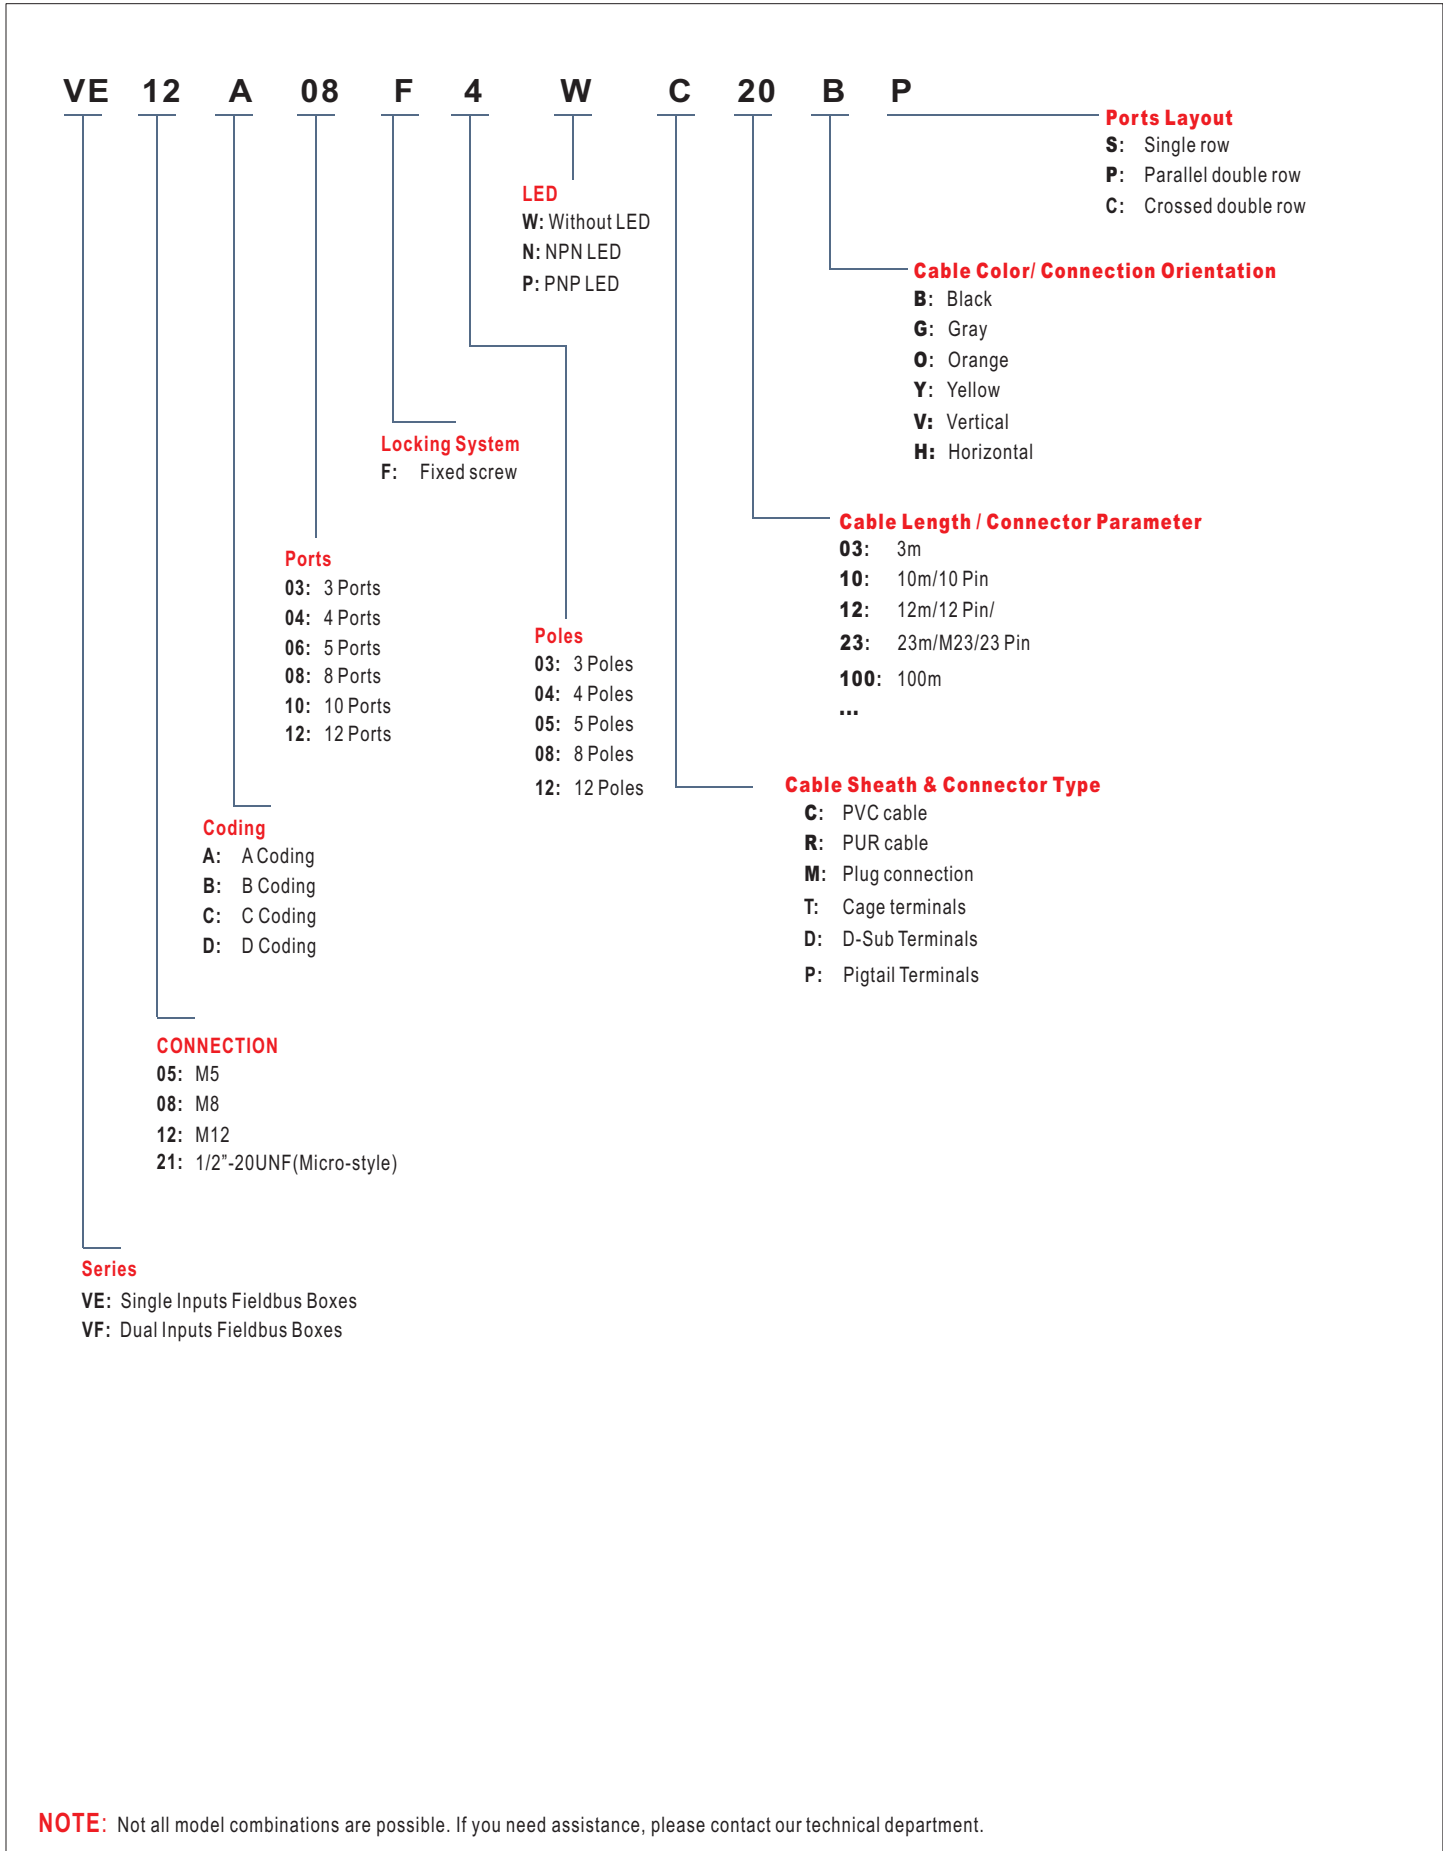 VE 12 A 08 F 4 W C 20 B P
Ports Layout
S: Single row
P: Parallel double row
C: Crossed double row
LED
W: Without LED
N: NPN LED
P: PNP LED
Cable Color/ Connection Orientation
B: Black
G: Gray
O: Orange
Y: Yellow
V: Vertical
H: Horizontal
Locking System
F: Fixed screw
Cable Length / Connector Parameter
03: 3m
10: 10m/10 Pin
12: 12m/12 Pin/
23: 23m/M23/23 Pin
100: 100m
...
Ports
03: 3 Ports
04: 4 Ports
06: 5 Ports
08: 8 Ports
10: 10 Ports
12: 12 Ports
Poles
03: 3 Poles
04: 4 Poles
05: 5 Poles
08: 8 Poles
12: 12 Poles
Cable Sheath & Connector Type
C: PVC cable
R: PUR cable
M: Plug connection
T: Cage terminals
D: D-Sub Terminals
P: Pigtail Terminals
Coding
A: A Coding
B: B Coding
C: C Coding
D: D Coding
CONNECTION
05: M5
08: M8
12: M12
21: 1/2”-20UNF(Micro-style)
Series
VE: Single Inputs Fieldbus Boxes
VF: Dual Inputs Fieldbus Boxes
NOTE: Not all model combinations are possible. If you need assistance, please contact our technical department.